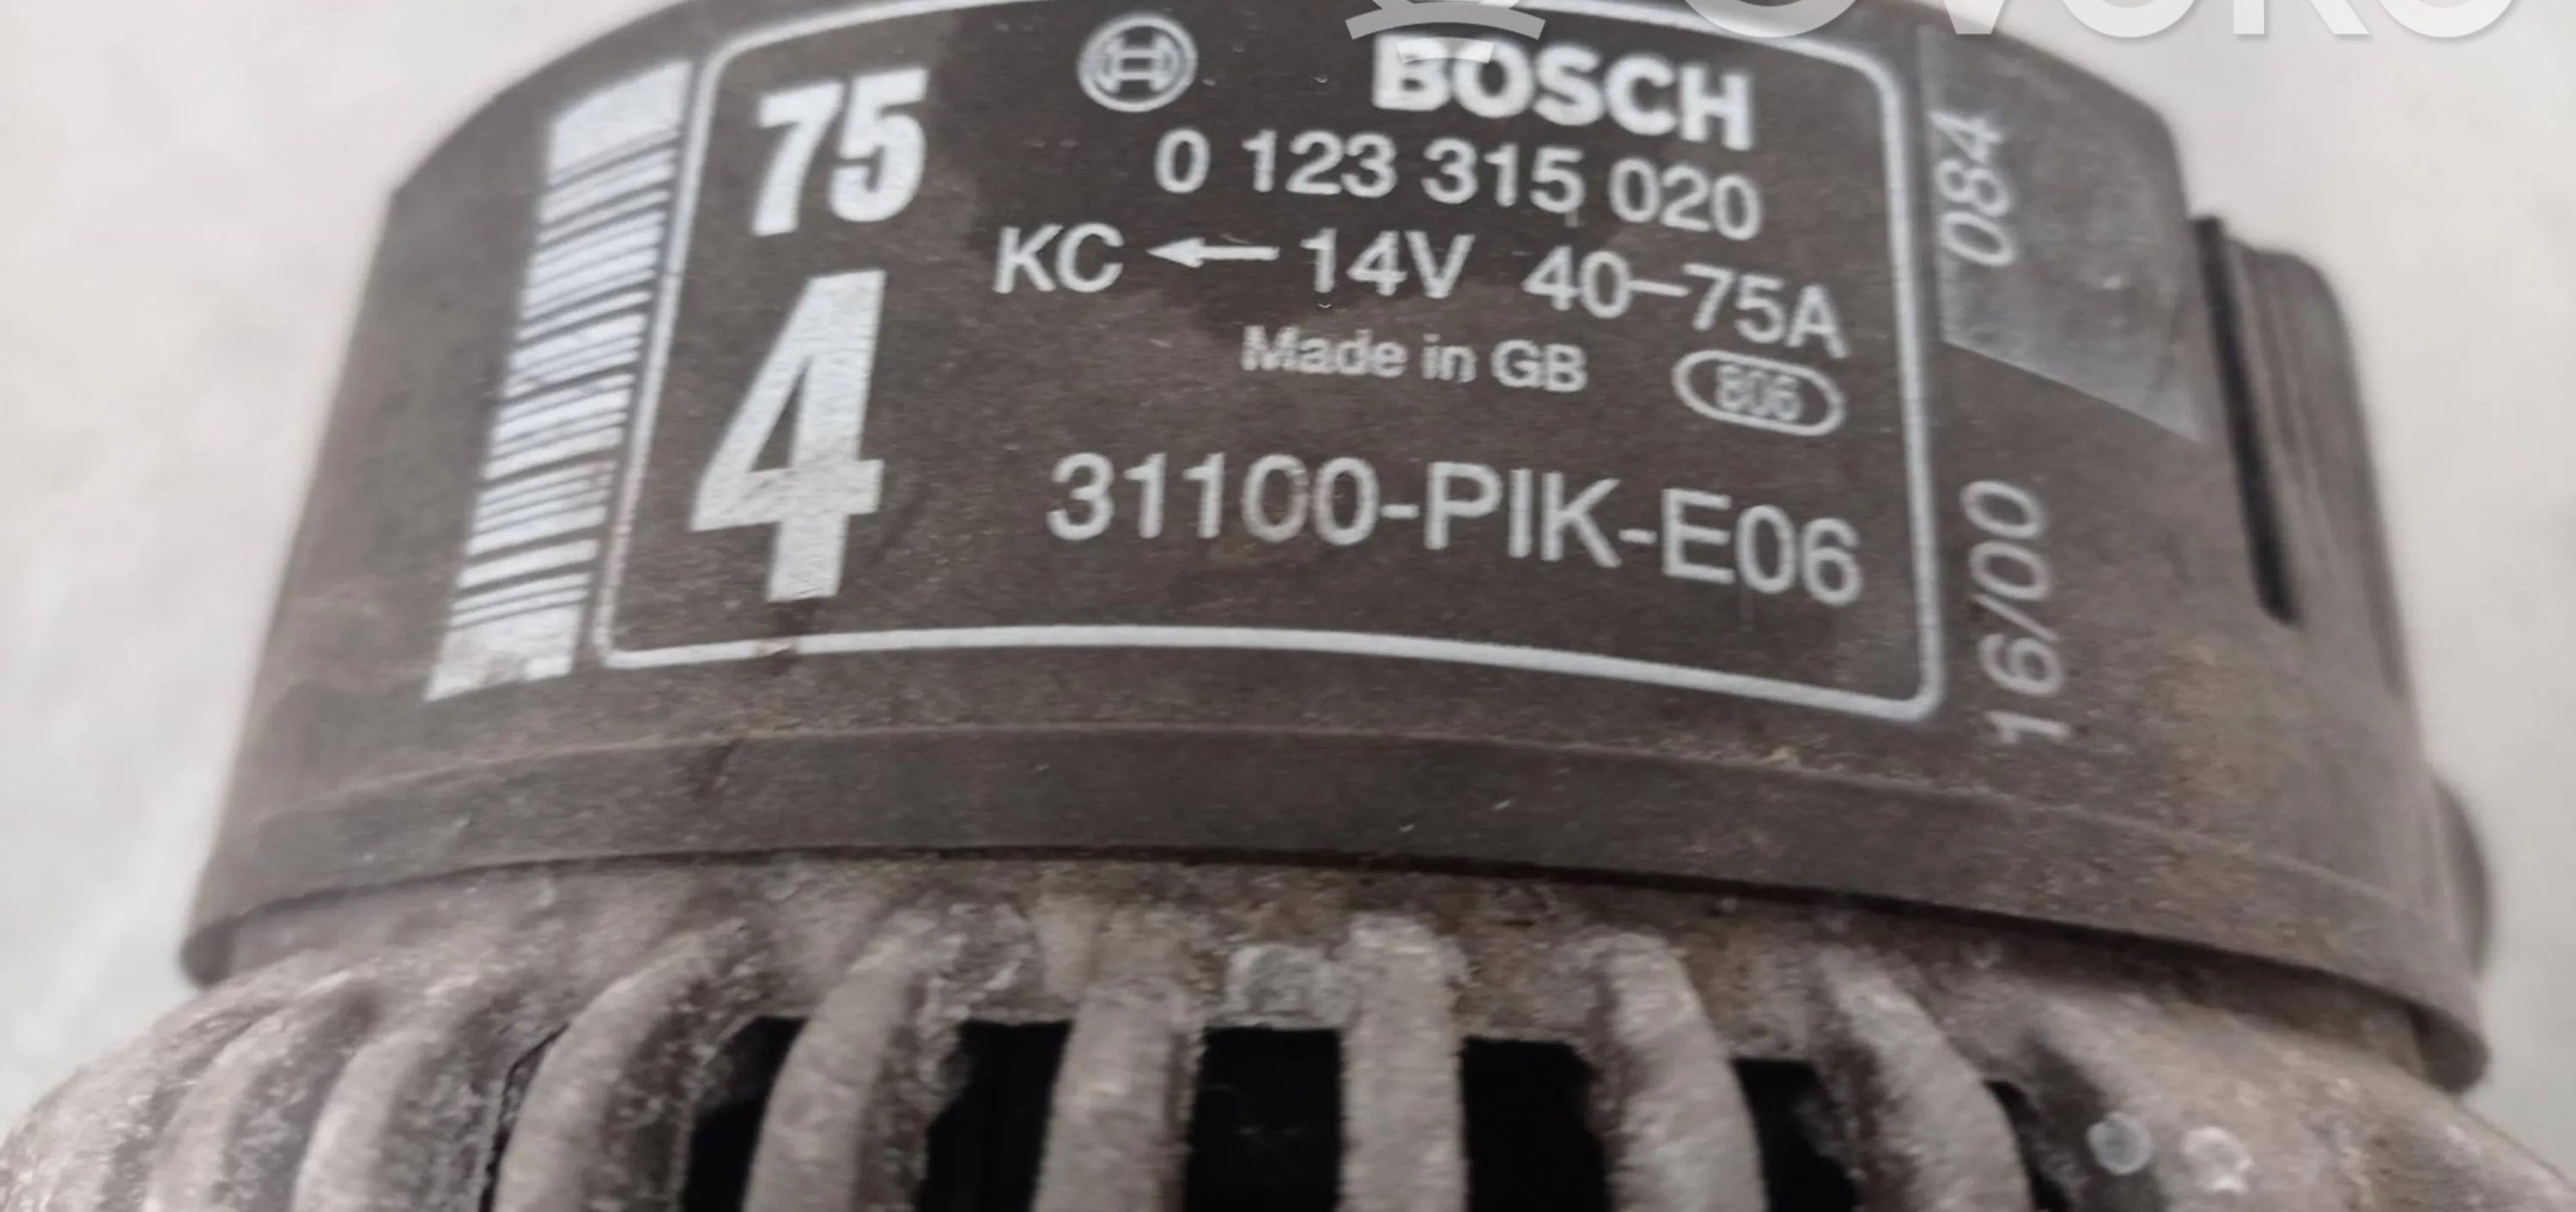 75
4
BOSCH
0 123 315 020
KC ← 14V 40–75A
Made in GB 806
31100-PIK-E06
084
16/00